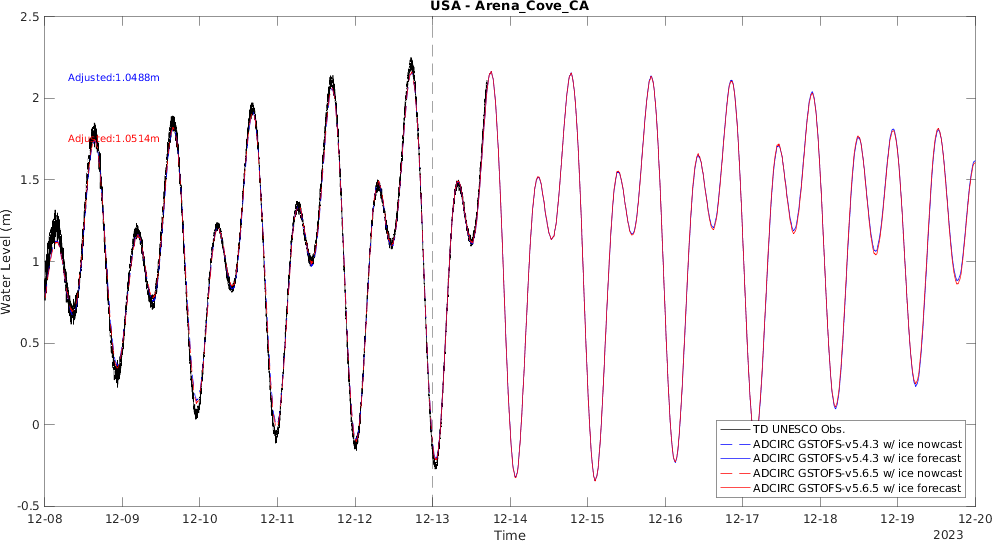 USA - Arena_Cove_CA
2.5
2
1.5
1
0.5
0
-0.5
Water Level (m)
Adjusted:1.0488m
Adjusted:1.0514m
TD UNESCO Obs.
ADCIRC GSTOFS-v5.4.3 w/ ice nowcast
ADCIRC GSTOFS-v5.4.3 w/ ice forecast
ADCIRC GSTOFS-v5.6.5 w/ ice nowcast
ADCIRC GSTOFS-v5.6.5 w/ ice forecast
12-08 12-09 12-10 12-11 12-12 12-13 12-14 12-15 12-16 12-17 12-18 12-19 12-20
Time
2023